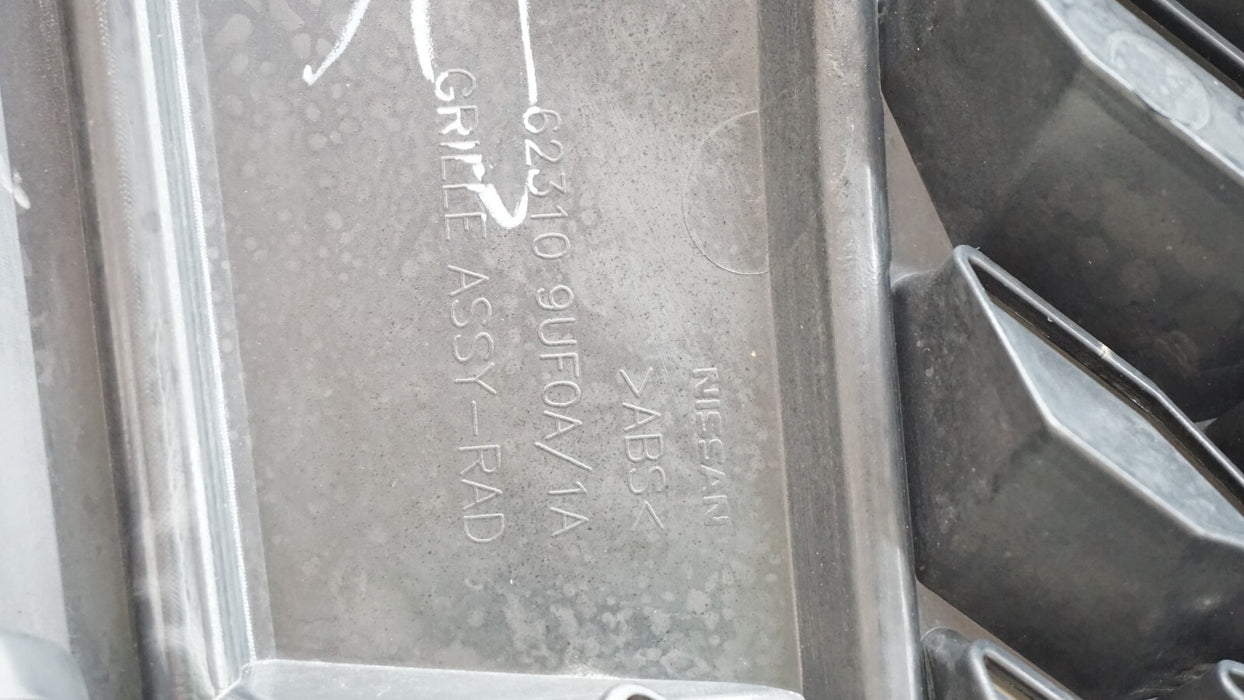 NISSAN
>ABS<
62310 9UF0A/1A
GRILLE ASSY-RAD